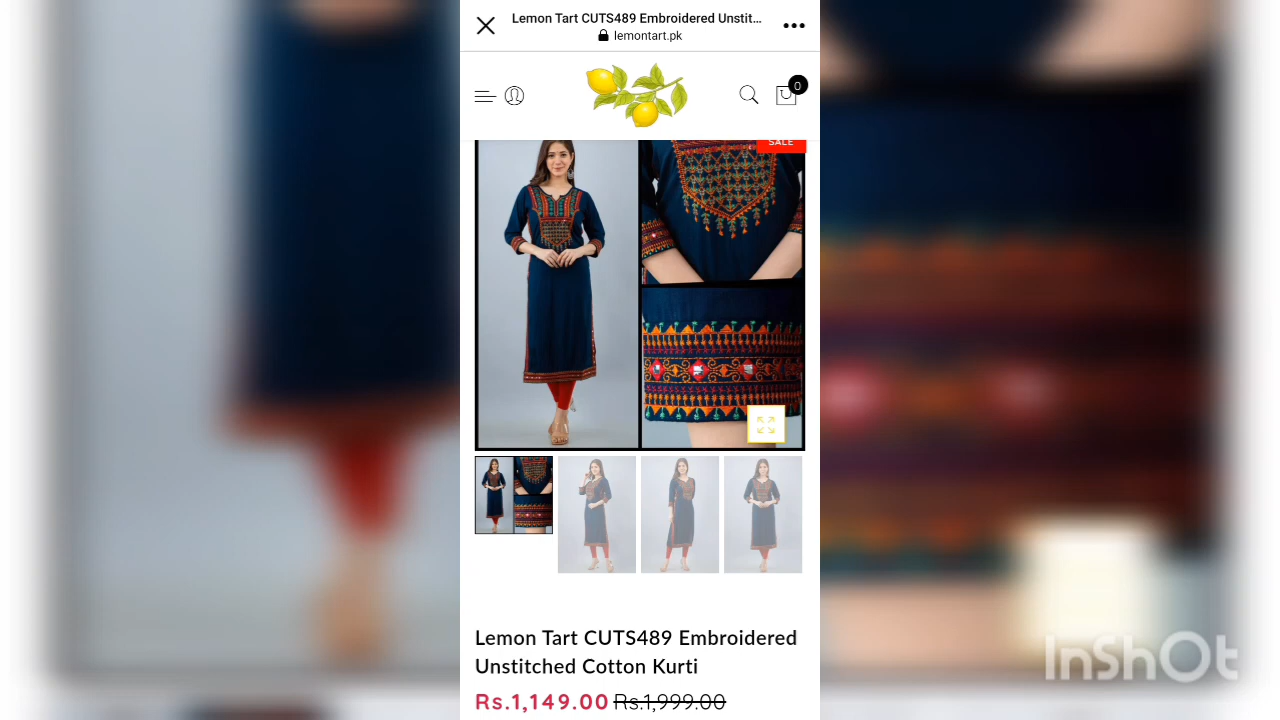 Lemon Tart CUTS489 Embroidered Unstit...
lemontart.pk
0
SALE
Lemon Tart CUTS489 Embroidered
Unstitched Cotton Kurti
Rs.1,149.00 Rs.1,999.00
InShOt